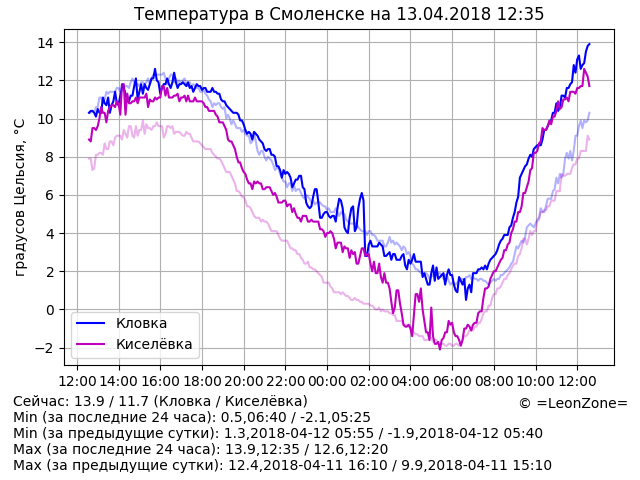 Температура в Смоленске на 13.04.2018 12:35
градусов Цельсия, °C
14
12
10
8
6
4
2
0
−2
Кловка
Киселёвка
12:00 14:00 16:00 18:00 20:00 22:00 00:00 02:00 04:00 06:00 08:00 10:00 12:00
Сейчас: 13.9 / 11.7 (Кловка / Киселёвка)
© =LeonZone=
Min (за последние 24 часа): 0.5,06:40 / -2.1,05:25
Min (за предыдущие сутки): 1.3,2018-04-12 05:55 / -1.9,2018-04-12 05:40
Max (за последние 24 часа): 13.9,12:35 / 12.6,12:20
Max (за предыдущие сутки): 12.4,2018-04-11 16:10 / 9.9,2018-04-11 15:10